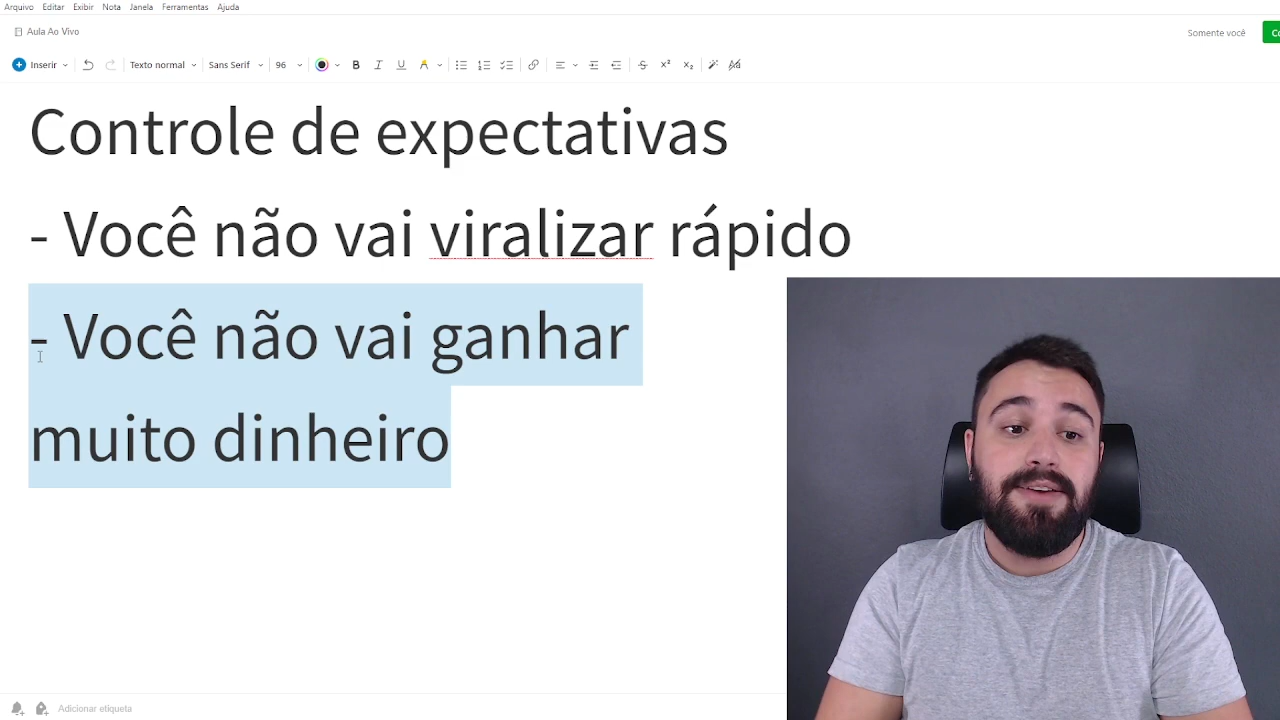 Arquivo Editar Exibir Nota Janela Ferramentas Ajuda
Aula Ao Vivo Somente você
Inserir Texto normal Sans Serif 96
Controle de expectativas
- Você não vai viralizar rápido
- Você não vai ganhar
muito dinheiro
Adicionar etiqueta